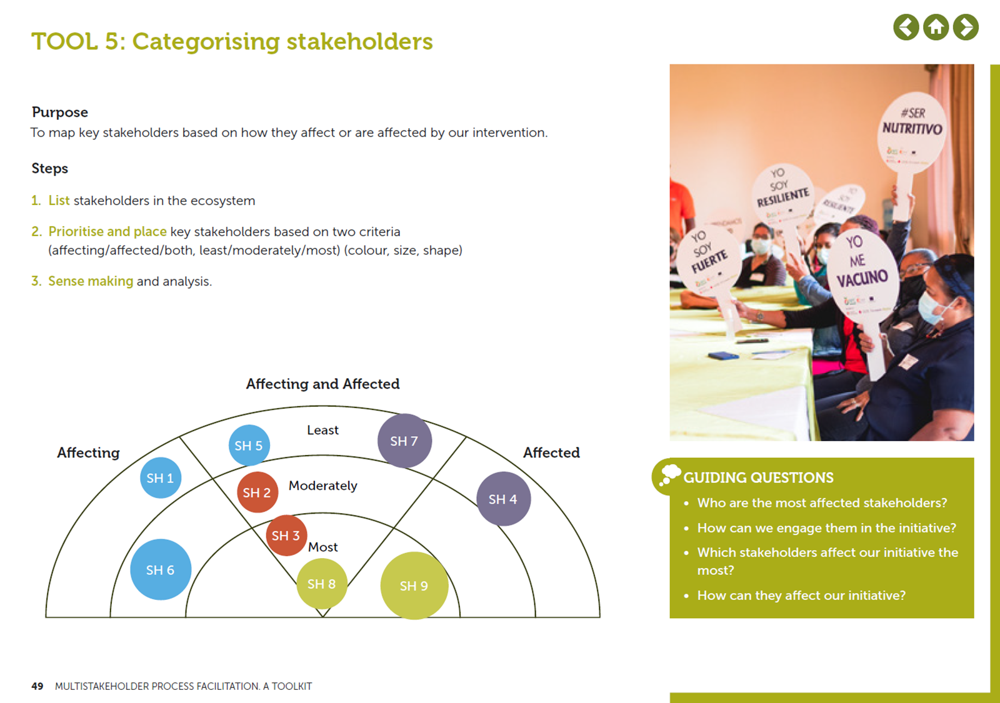 TOOL 5: Categorising stakeholders
Purpose
To map key stakeholders based on how they affect or are affected by our intervention.
Steps
1. List stakeholders in the ecosystem
2. Prioritise and place key stakeholders based on two criteria
(affecting/affected/both, least/moderately/most) (colour, size, shape)
3. Sense making and analysis.
#SER
NUTRITIVO
YO
SOY
RESILIENTE
YO
SOY
RESILIENTE
YO
SOY
FUERTE
YO
ME
VACUNO
Affecting and Affected
Affecting
Affected
Least
Moderately
Most
SH 5
SH 7
SH 1
SH 2
SH 4
SH 3
SH 6
SH 8
SH 9
GUIDING QUESTIONS
• Who are the most affected stakeholders?
• How can we engage them in the initiative?
• Which stakeholders affect our initiative the
most?
• How can they affect our initiative?
49 MULTISTAKEHOLDER PROCESS FACILITATION. A TOOLKIT